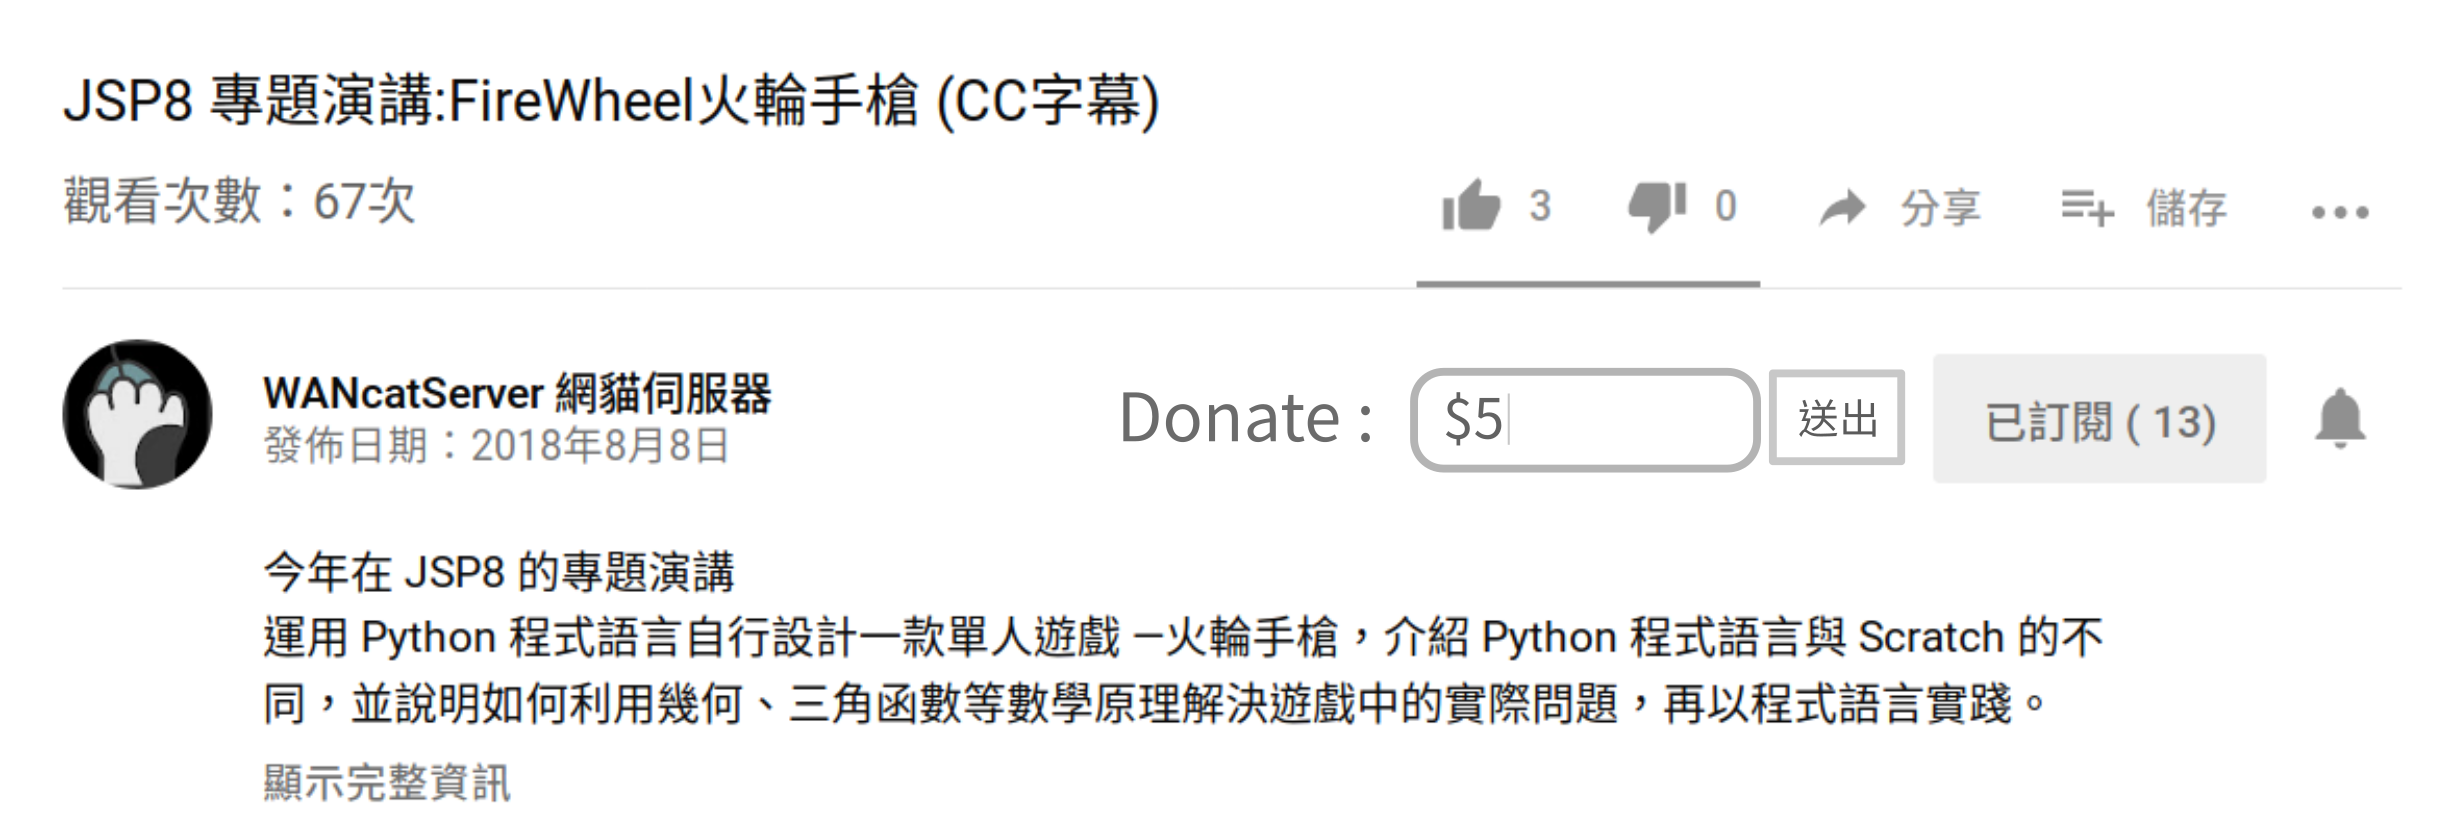 JSP8 專題演講:FireWheel火輪手槍 (CC字幕)
觀看次數：67次
3 0 分享 儲存
WANcatServer 網貓伺服器
發佈日期：2018年8月8日
Donate : $5 送出 已訂閱 ( 13)
今年在 JSP8 的專題演講
運用 Python 程式語言自行設計一款單人遊戲 –火輪手槍，介紹 Python 程式語言與 Scratch 的不
同，並說明如何利用幾何、三角函數等數學原理解決遊戲中的實際問題，再以程式語言實踐。
顯示完整資訊